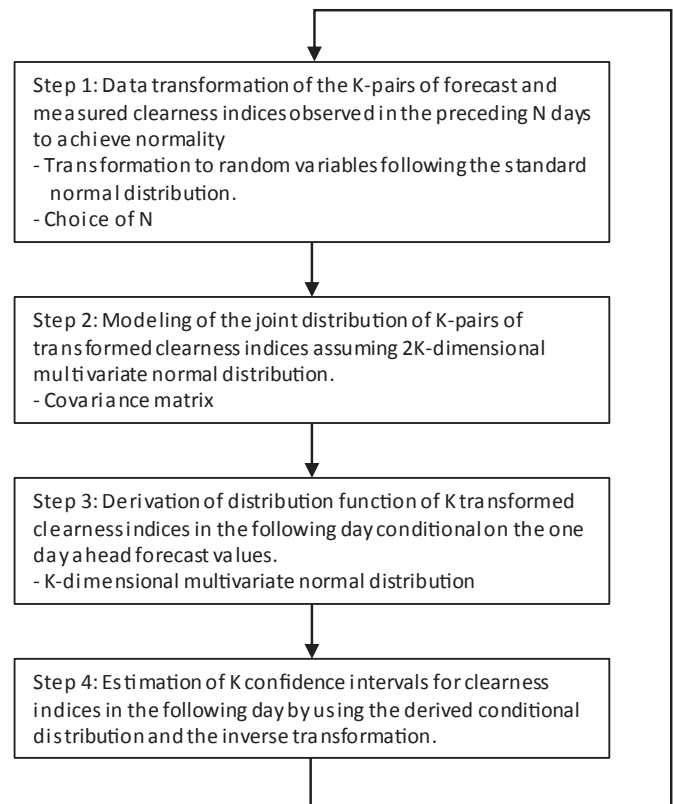 Step 1: Data transformation of the K-pairs of forecast and
measured clearness indices observed in the preceding N days
to achieve normality
- Transformation to random variables following the standard
normal distribution.
- Choice of N
Step 2: Modeling of the joint distribution of K-pairs of
transformed clearness indices assuming 2K-dimensional
multivariate normal distribution.
- Covariance matrix
Step 3: Derivation of distribution function of K transformed
clearness indices in the following day conditional on the one
day ahead forecast values.
- K-dimensional multivariate normal distribution
Step 4: Estimation of K confidence intervals for clearness
indices in the following day by using the derived conditional
distribution and the inverse transformation.